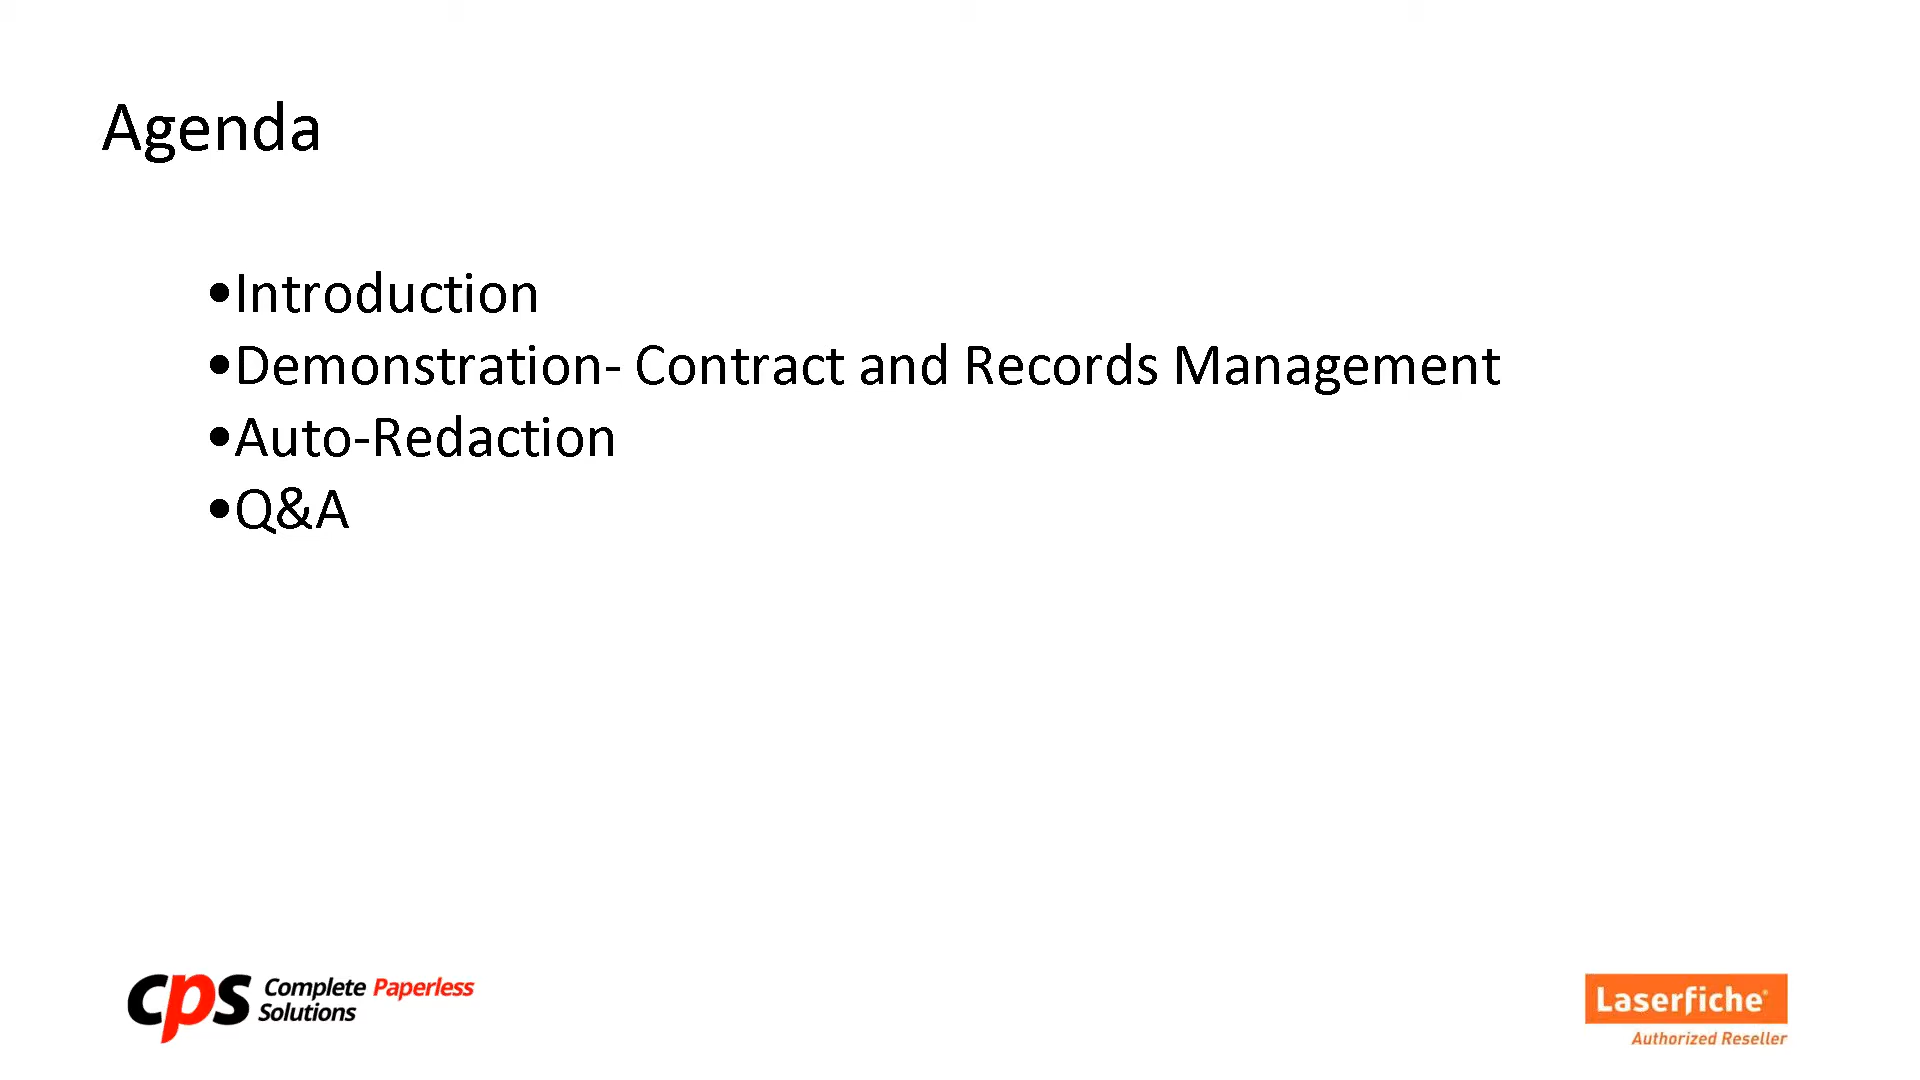 Agenda
•Introduction
•Demonstration- Contract and Records Management
•Auto-Redaction
•Q&A
cps Complete Paperless
Solutions
Laserfiche®
Authorized Reseller